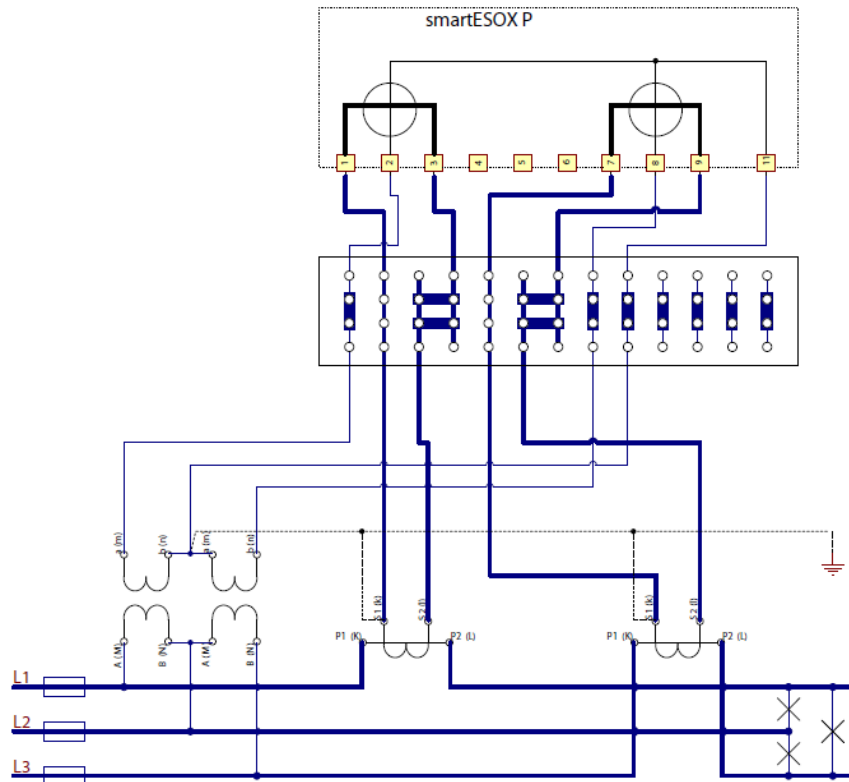 smartESOX P
1 2 3 4 5 6 7 8 9 11
a (m) b (n) a (m) b (n)
S1 (k) S2 (l) S1 (k) S2 (l)
P1 (K) P2 (L) P1 (K) P2 (L)
A (M) B (N) A (M) B (N)
L1
L2
L3